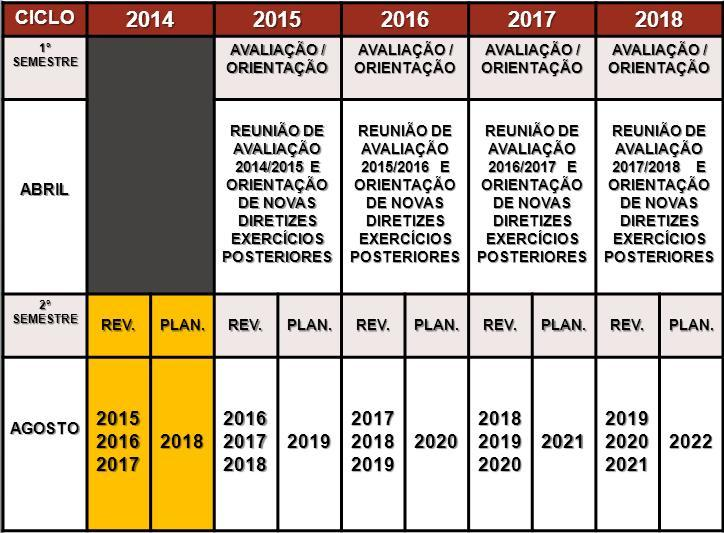 CICLO 2014 2015 2016 2017 2018
1º
SEMESTRE
AVALIAÇÃO /
ORIENTAÇÃO
AVALIAÇÃO /
ORIENTAÇÃO
AVALIAÇÃO /
ORIENTAÇÃO
AVALIAÇÃO /
ORIENTAÇÃO
ABRIL
REUNIÃO DE
AVALIAÇÃO
2014/2015 E
ORIENTAÇÃO
DE NOVAS
DIRETIZES
EXERCÍCIOS
POSTERIORES
REUNIÃO DE
AVALIAÇÃO
2015/2016 E
ORIENTAÇÃO
DE NOVAS
DIRETIZES
EXERCÍCIOS
POSTERIORES
REUNIÃO DE
AVALIAÇÃO
2016/2017 E
ORIENTAÇÃO
DE NOVAS
DIRETIZES
EXERCÍCIOS
POSTERIORES
REUNIÃO DE
AVALIAÇÃO
2017/2018 E
ORIENTAÇÃO
DE NOVAS
DIRETIZES
EXERCÍCIOS
POSTERIORES
2º
SEMESTRE
REV. PLAN. REV. PLAN. REV. PLAN. REV. PLAN. REV. PLAN.
AGOSTO
2015
2016
2017
2018
2016
2017
2018
2019
2017
2018
2019
2020
2018
2019
2020
2021
2019
2020
2021
2022